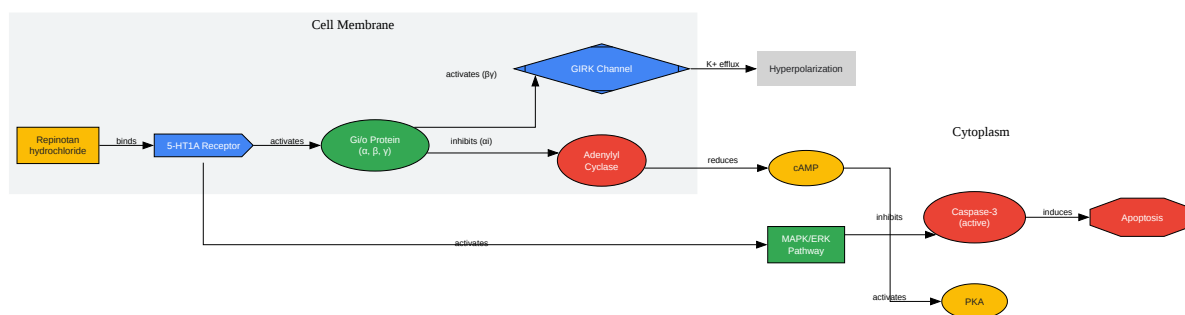 Cell Membrane
activates (βγ)
GIRK Channel
K+ efflux
Hyperpolarization
Repinotan
hydrochloride
binds
5-HT1A Receptor
activates
Gi/o Protein
(α, β, γ)
inhibits (αi)
Adenylyl
Cyclase
reduces
cAMP
Cytoplasm
inhibits
Caspase-3
(active)
induces
Apoptosis
activates
MAPK/ERK
Pathway
activates
PKA